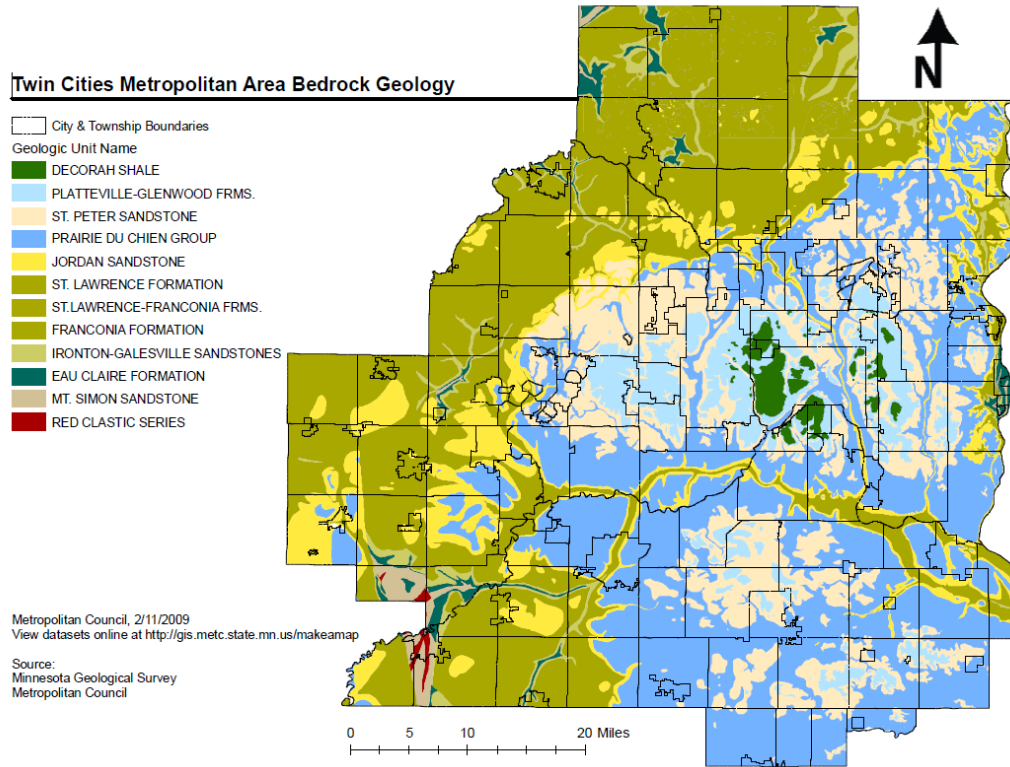 Twin Cities Metropolitan Area Bedrock Geology
N
City & Township Boundaries
Geologic Unit Name
DECORAH SHALE
PLATTEVILLE-GLENWOOD FRMS.
ST. PETER SANDSTONE
PRAIRIE DU CHIEN GROUP
JORDAN SANDSTONE
ST. LAWRENCE FORMATION
ST.LAWRENCE-FRANCONIA FRMS.
FRANCONIA FORMATION
IRONTON-GALESVILLE SANDSTONES
EAU CLAIRE FORMATION
MT. SIMON SANDSTONE
RED CLASTIC SERIES
Metropolitan Council, 2/11/2009
View datasets online at http://gis.metc.state.mn.us/makeamap
Source:
Minnesota Geological Survey
Metropolitan Council
0 5 10 20 Miles